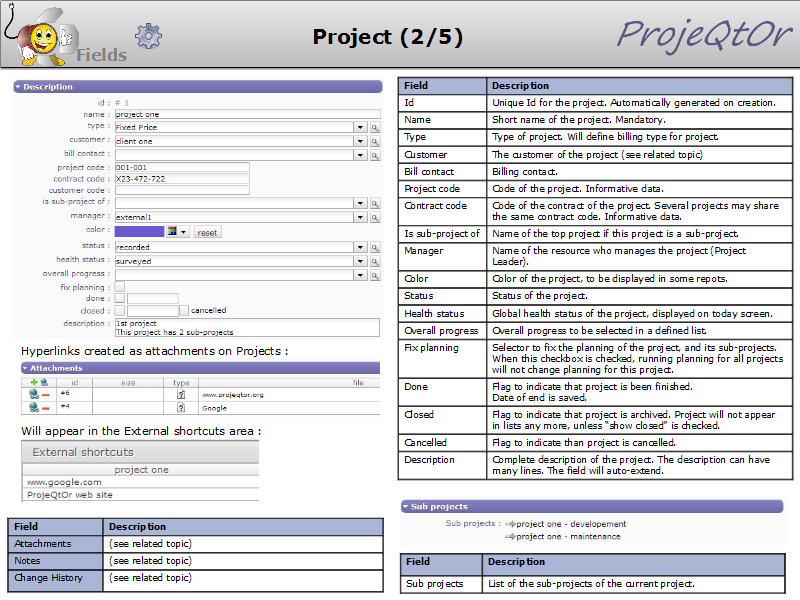 Fields
Project (2/5)
ProjeQtOr
Description
id : # 1
name : project one
type : Fixed Price
customer : client one
bill contact :
project code : 001-001
contract code : X23-472-722
customer code :
is sub-project of :
manager : external1
color : reset
status : recorded
health status : surveyed
overall progress :
fix planning :
done :
closed : cancelled
description : 1st project
This project has 2 sub-projects
Hyperlinks created as attachments on Projects :
Attachments
id size type file
#6 www.projeqtor.org
#4 Google
Will appear in the External shortcuts area :
External shortcuts
project one
www.google.com
ProjeQtOr web site
Field Description
Attachments (see related topic)
Notes (see related topic)
Change History (see related topic)
Field Description
Id Unique Id for the project. Automatically generated on creation.
Name Short name of the project. Mandatory.
Type Type of project. Will define billing type for project.
Customer The customer of the project (see related topic)
Bill contact Billing contact.
Project code Code of the project. Informative data.
Contract code Code of the contract of the project. Several projects may share
the same contract code. Informative data.
Is sub-project of Name of the top project if this project is a sub-project.
Manager Name of the resource who manages the project (Project
Leader).
Color Color of the project, to be displayed in some repots.
Status Status of the project.
Health status Global health status of the project, displayed on today screen.
Overall progress Overall progress to be selected in a defined list.
Fix planning Selector to fix the planning of the project, and its sub-projects.
When this checkbox is checked, running planning for all projects
will not change planning for this project.
Done Flag to indicate that project is been finished.
Date of end is saved.
Closed Flag to indicate that project is archived. Project will not appear
in lists any more, unless “show closed” is checked.
Cancelled Flag to indicate than project is cancelled.
Description Complete description of the project. The description can have
many lines. The field will auto-extend.
Sub projects
Sub projects : project one - developement
project one - maintenance
Field Description
Sub projects List of the sub-projects of the current project.